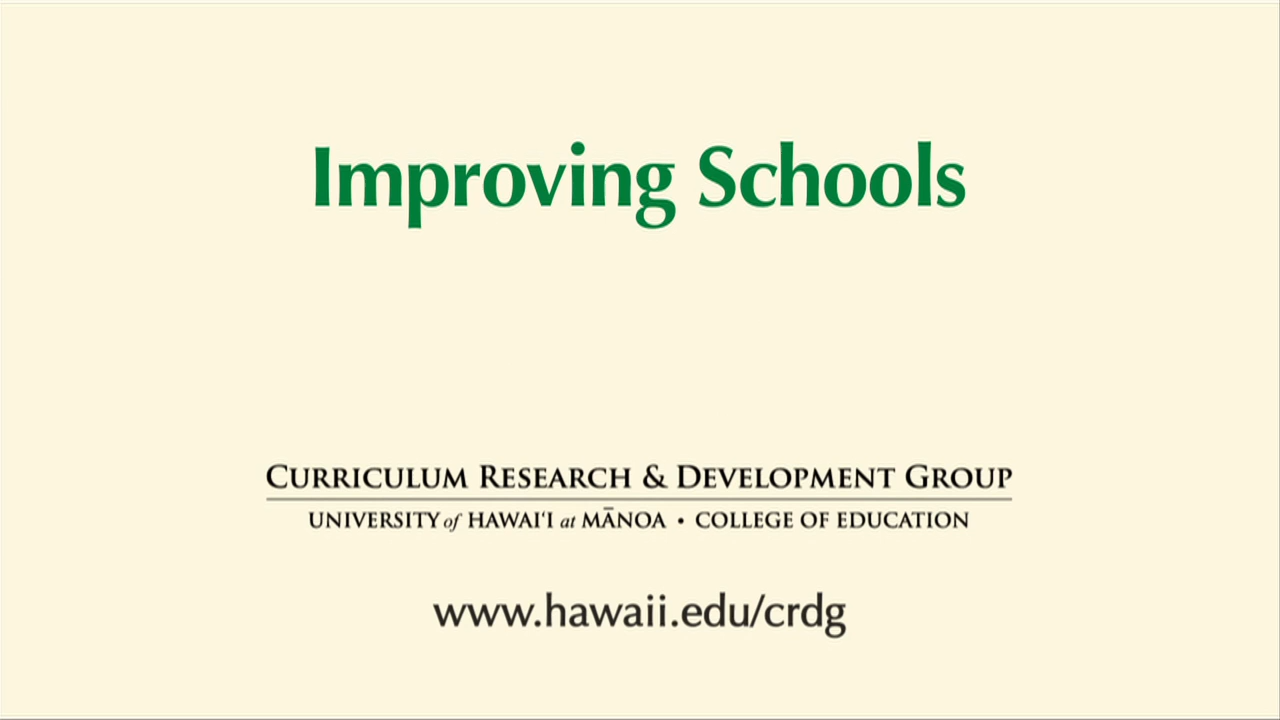 Improving Schools
CURRICULUM RESEARCH & DEVELOPMENT GROUP
UNIVERSITY of HAWAI‘I at MĀNOA • COLLEGE OF EDUCATION
www.hawaii.edu/crdg